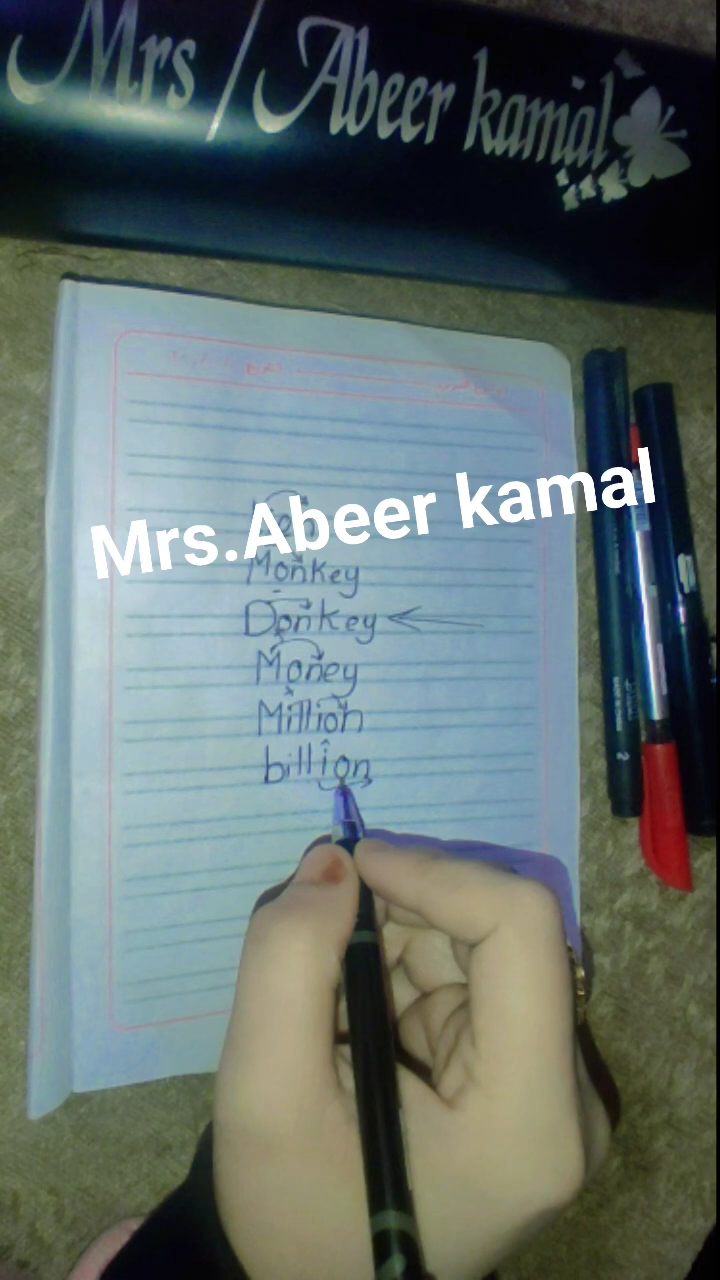 Mrs / Abeer kamal
Mrs.Abeer kamal
Monkey
Donkey
Money
Million
billion